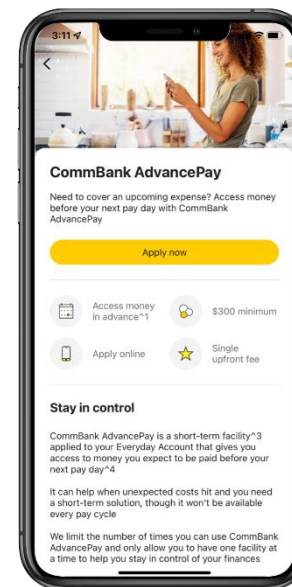 3:11
CommBank AdvancePay
Need to cover an upcoming expense? Access money
before your next pay day with CommBank
AdvancePay
Apply now
Access money
in advance^1
$300 minimum
Apply online
Single
upfront fee
Stay in control
CommBank AdvancePay is a short-term facility^3
applied to your Everyday Account that gives you
access to money you expect to be paid before your
next pay day^4
It can help when unexpected costs hit and you need
a short-term solution, though it won't be available
every pay cycle
We limit the number of times you can use CommBank
AdvancePay and only allow you to have one facility at
a time to help you stay in control of your finances